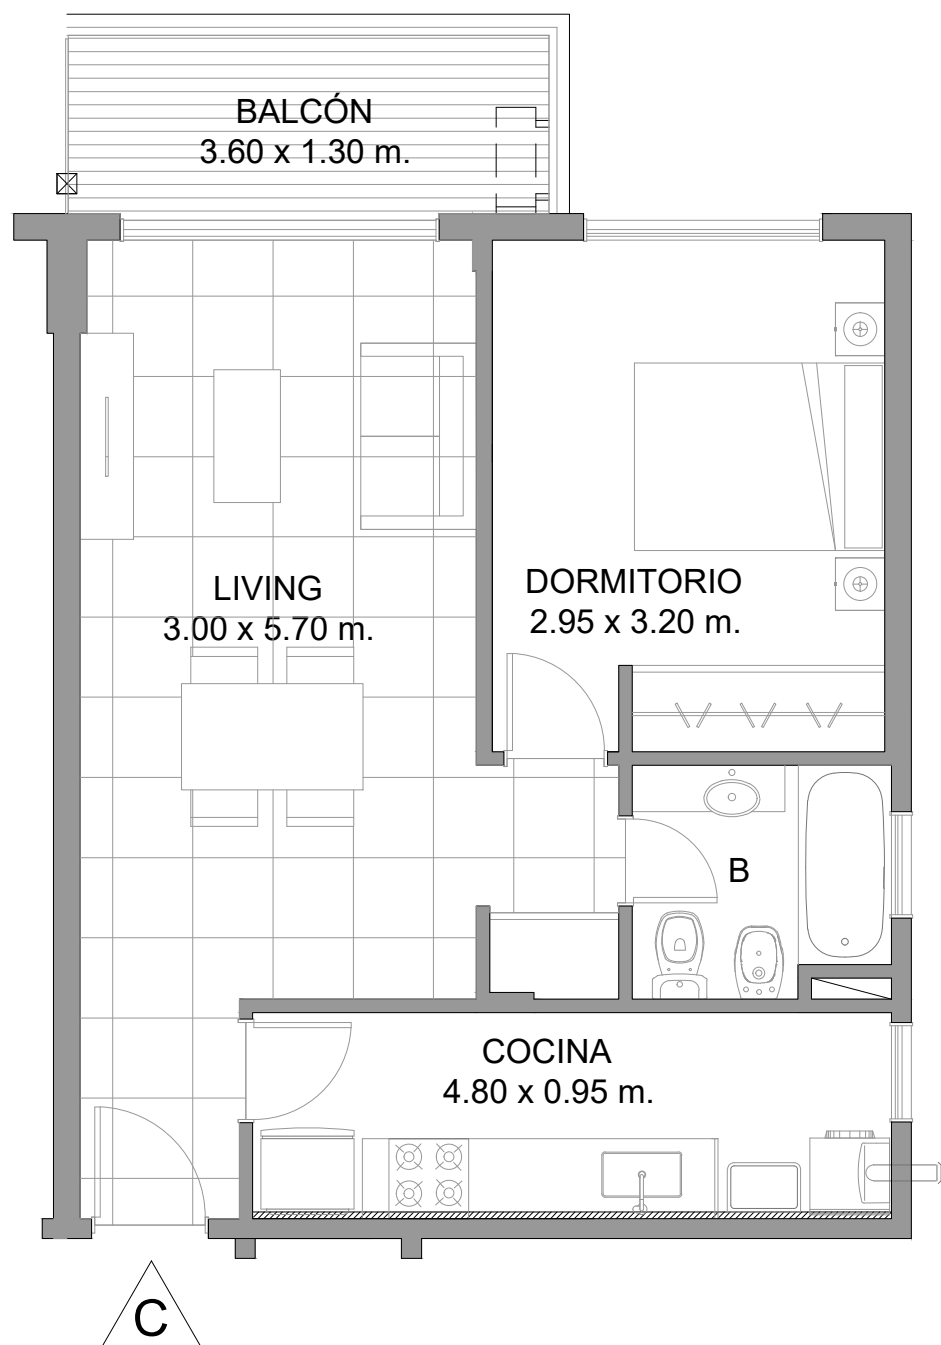 BALCÓN
3.60 x 1.30 m.
LIVING
3.00 x 5.70 m.
DORMITORIO
2.95 x 3.20 m.
B
COCINA
4.80 x 0.95 m.
C